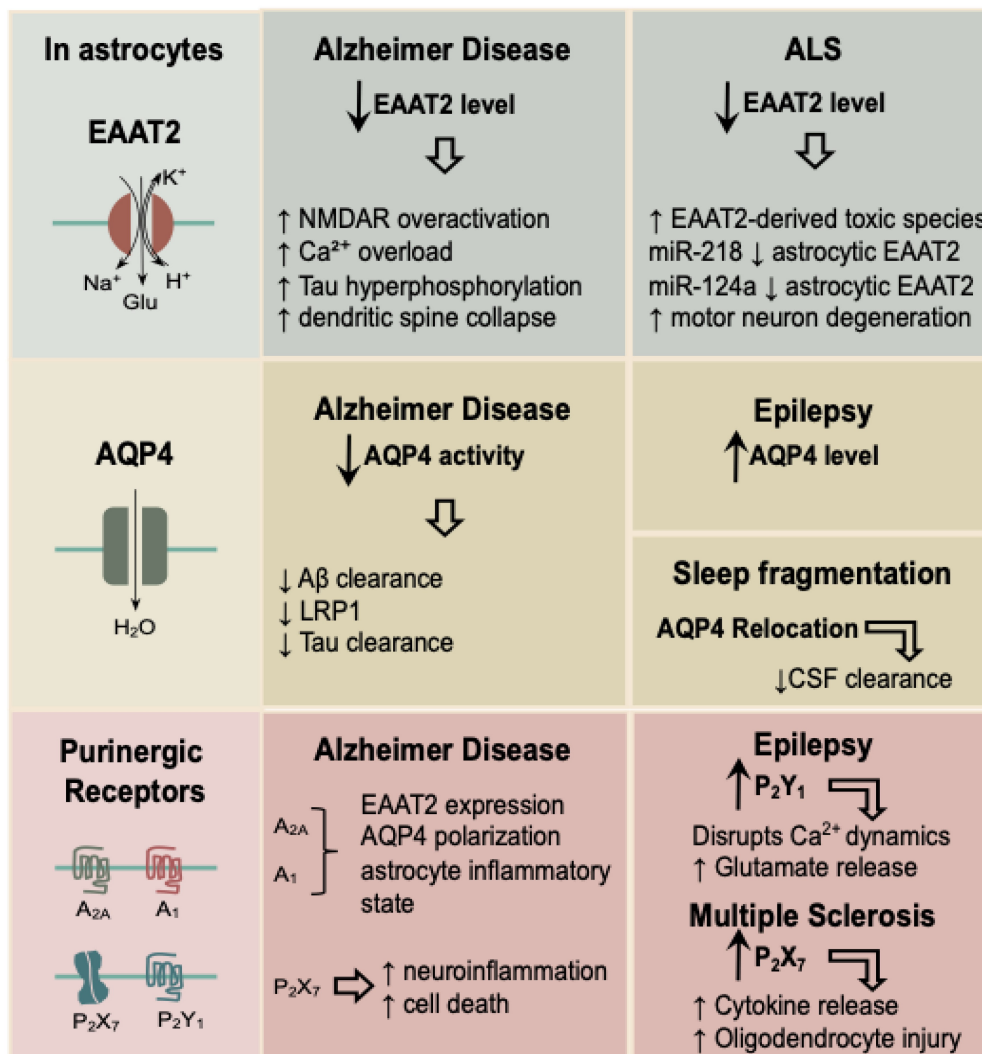 In astrocytes
EAAT2
K⁺
Na⁺
Glu
H⁺
Alzheimer Disease
↓ EAAT2 level
↑ NMDAR overactivation
↑ Ca²⁺ overload
↑ Tau hyperphosphorylation
↑ dendritic spine collapse
ALS
↓ EAAT2 level
↑ EAAT2-derived toxic species
miR-218 ↓ astrocytic EAAT2
miR-124a ↓ astrocytic EAAT2
↑ motor neuron degeneration
AQP4
H₂O
Alzheimer Disease
↓ AQP4 activity
↓ Aβ clearance
↓ LRP1
↓ Tau clearance
Epilepsy
↑ AQP4 level
Sleep fragmentation
AQP4 Relocation
↓CSF clearance
Purinergic
Receptors
A₂A
A₁
P₂X₇
P₂Y₁
Alzheimer Disease
A₂A
A₁
EAAT2 expression
AQP4 polarization
astrocyte inflammatory
state
P₂X₇
↑ neuroinflammation
↑ cell death
Epilepsy
↑ P₂Y₁
Disrupts Ca²⁺ dynamics
↑ Glutamate release
Multiple Sclerosis
↑ P₂X₇
↑ Cytokine release
↑ Oligodendrocyte injury